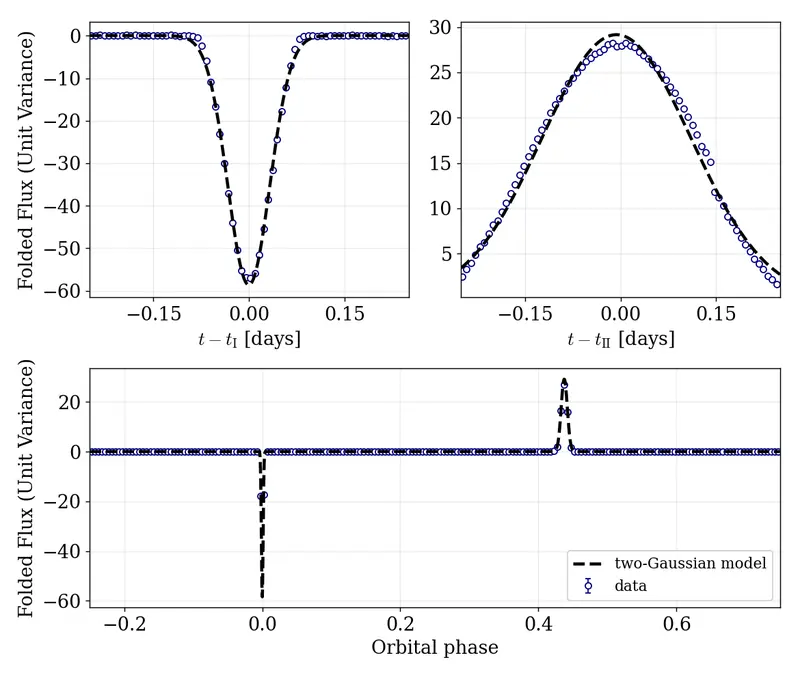 Folded Flux (Unit Variance)
0
−10
−20
−30
−40
−50
−60
−0.15 0.00 0.15
t − t_I [days]
30
25
20
15
10
5
−0.15 0.00 0.15
t − t_II [days]
Folded Flux (Unit Variance)
20
0
−20
−40
−60
−0.2 0.0 0.2 0.4 0.6
Orbital phase
two-Gaussian model
data